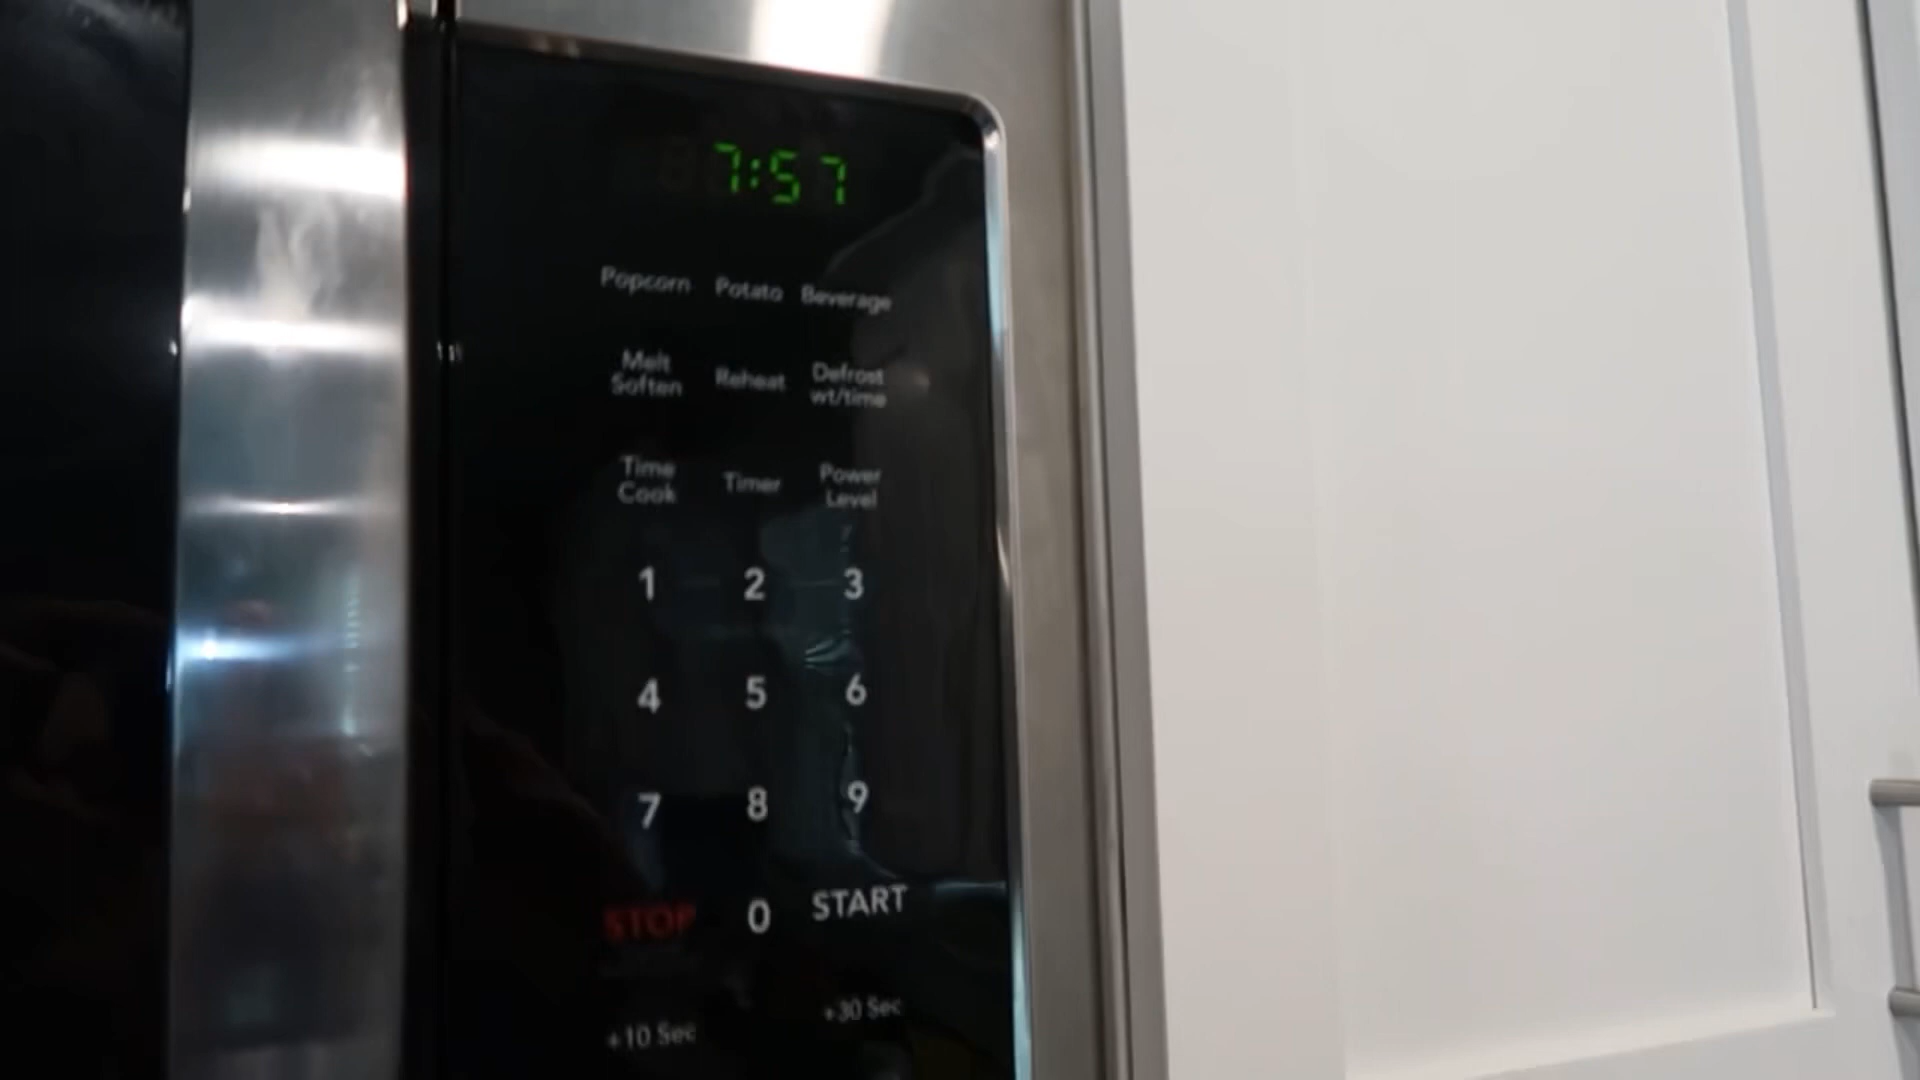 7:57
Popcorn Potato Beverage
Melt Soften Reheat Defrost wt/time
Time Cook Timer Power Level
1 2 3
4 5 6
7 8 9
STOP 0 START
+10 Sec +30 Sec